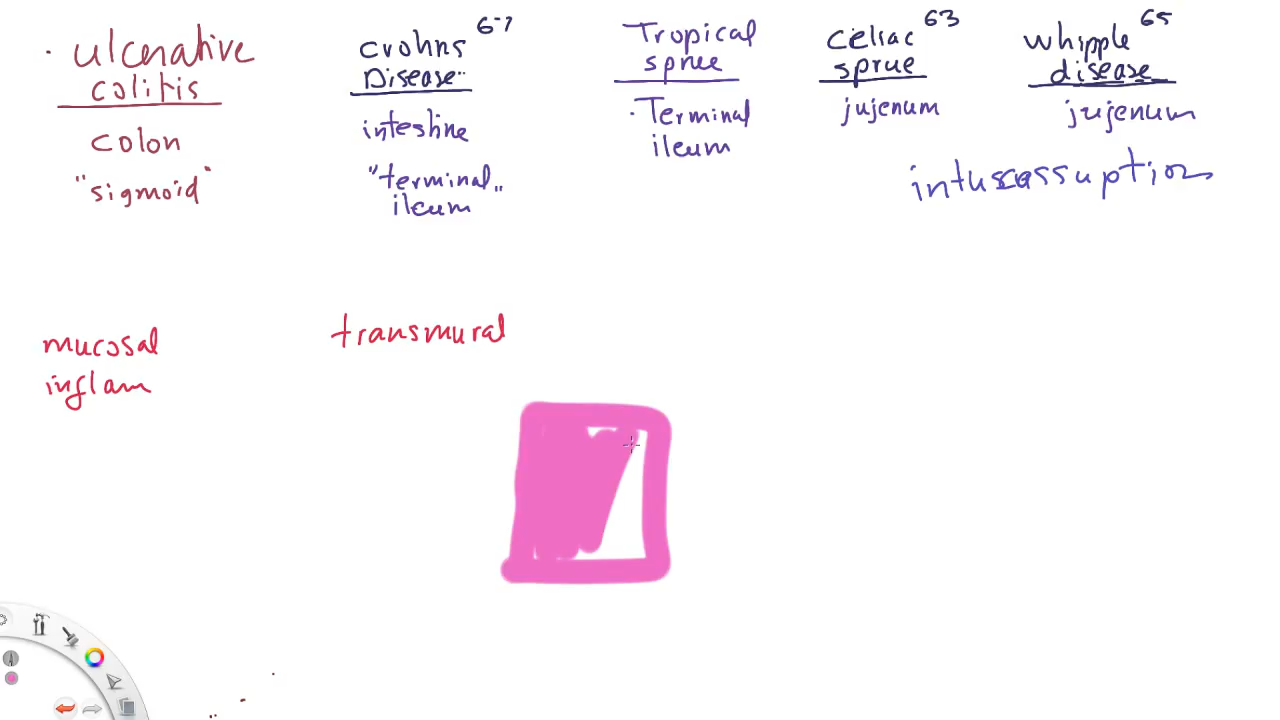 · ulcerative
colitis
colon
"sigmoid"
crohns 6-7
Disease
intestine
"terminal"
ileum
Tropical
sprue
· Terminal
ileum
celiac 63
sprue
jujenum
whipple 65
disease
jujenum
intuscassuption
mucosal
inflam
transmural